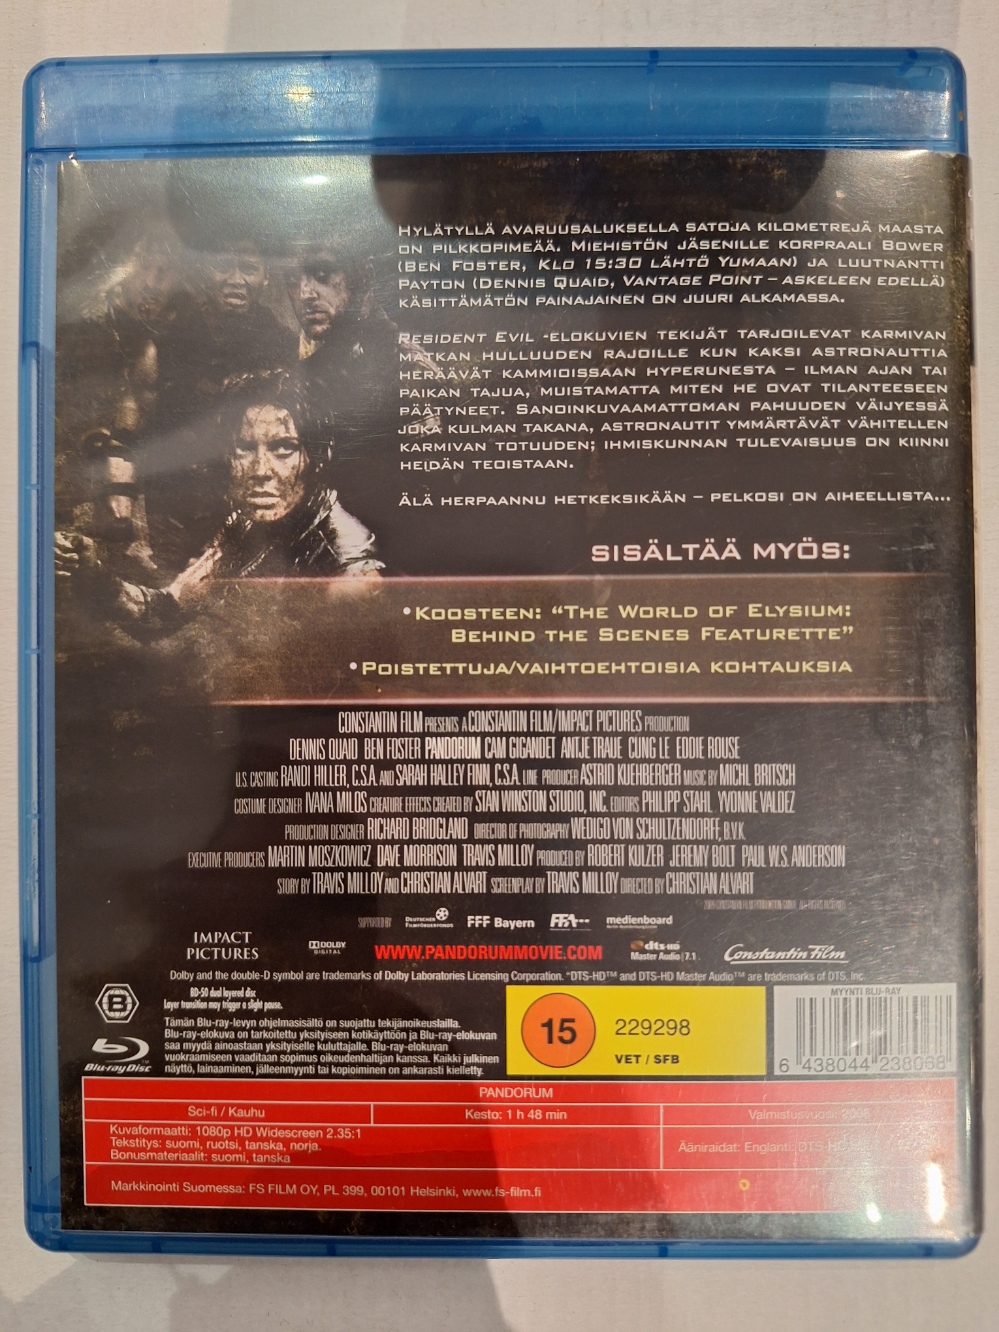 HYLÄTYLLÄ AVARUUSALUKSELLA SATOJA KILOMETREJÄ MAASTA
ON PILKKOPIMEÄÄ. MIEHISTÖN JÄSENILLE KORPRAALI BOWER
(BEN FOSTER, KLO 15:30 LÄHTÖ YUMAAN) JA LUUTNANTTI
PAYTON (DENNIS QUAID, VANTAGE POINT – ASKELEEN EDELLÄ)
KÄSITTÄMÄTÖN PAINAJAINEN ON JUURI ALKAMASSA.
RESIDENT EVIL -ELOKUVIEN TEKIJÄT TARJOILEVAT KARMIVAN
MATKAN HULLUUDEN RAJOILLE KUN KAKSI ASTRONAUTTIA
HERÄÄVÄT KAMMIOISSAAN HYPERUNESTA – ILMAN AJAN TAI
PAIKAN TAJUA, MUISTAMATTA MITEN HE OVAT TILANTEESEEN
PÄÄTYNEET. SANOINKUVAAMATTOMAN PAHUUDEN VÄIJYESSÄ
JOKA KULMAN TAKANA, ASTRONAUTIT YMMÄRTÄVÄT VÄHITELLEN
KARMIVAN TOTUUDEN; IHMISKUNNAN TULEVAISUUS ON KIINNI
HEIDÄN TEOISTAAN.
ÄLÄ HERPAANNU HETKEKSIKÄÄN – PELKOSI ON AIHEELLISTA...
SISÄLTÄÄ MYÖS:
•KOOSTEEN: “THE WORLD OF ELYSIUM:
BEHIND THE SCENES FEATURETTE”
•POISTETTUJA/VAIHTOEHTOISIA KOHTAUKSIA
CONSTANTIN FILM PRESENTS A CONSTANTIN FILM/IMPACT PICTURES PRODUCTION
DENNIS QUAID BEN FOSTER PANDORUM CAM GIGANDET ANTJE TRAUE CUNG LE EDDIE ROUSE
U.S. CASTING RANDI HILLER, C.S.A. AND SARAH HALLEY FINN, C.S.A. LINE PRODUCER ASTRID KUEHBERGER MUSIC BY MICHL BRITSCH
COSTUME DESIGNER IVANA MILOS CREATURE EFFECTS CREATED BY STAN WINSTON STUDIO, INC. EDITORS PHILIPP STAHL YVONNE VALDEZ
PRODUCTION DESIGNER RICHARD BRIDGLAND DIRECTOR OF PHOTOGRAPHY WEDIGO VON SCHULTZENDORFF, B.V.K.
EXECUTIVE PRODUCERS MARTIN MOSZKOWICZ DAVE MORRISON TRAVIS MILLOY PRODUCED BY ROBERT KULZER JEREMY BOLT PAUL W.S. ANDERSON
STORY BY TRAVIS MILLOY AND CHRISTIAN ALVART SCREENPLAY BY TRAVIS MILLOY DIRECTED BY CHRISTIAN ALVART
SUPPORTED BY DEUTSCHER FILMFÖRDERFONDS FFF Bayern FFA medienboard
IMPACT PICTURES DOLBY DIGITAL WWW.PANDORUMMOVIE.COM dts-HD Master Audio | 7.1 Constantin Film
Dolby and the double-D symbol are trademarks of Dolby Laboratories Licensing Corporation. "DTS-HD™ and DTS-HD Master Audio™ are trademarks of DTS, Inc.
B
BD-50 dual layered disc
Layer transition may trigger a slight pause.
Blu-ray Disc™
Tämän Blu-ray-levyn ohjelmasisältö on suojattu tekijänoikeuslailla.
Blu-ray-elokuva on tarkoitettu yksityiseen kotikäyttöön ja Blu-ray-elokuvan
saa myydä ainoastaan yksityiselle kuluttajalle. Blu-ray-elokuvan
vuokraamiseen vaaditaan sopimus oikeudenhaltijan kanssa. Kaikki julkinen
näyttö, lainaaminen, jälleenmyynti tai kopioiminen on ankarasti kielletty.
15
229298
VET / SFB
MYYNTI BLU-RAY
6 438044 238068
PANDORUM
Sci-fi / Kauhu
Kesto: 1 h 48 min
Valmistusvuosi:
Kuvaformaatti: 1080p HD Widescreen 2.35:1
Tekstitys: suomi, ruotsi, tanska, norja.
Bonusmateriaalit: suomi, tanska
Ääniraidat: Englanti: DTS-HD
Markkinointi Suomessa: FS FILM OY, PL 399, 00101 Helsinki, www.fs-film.fi